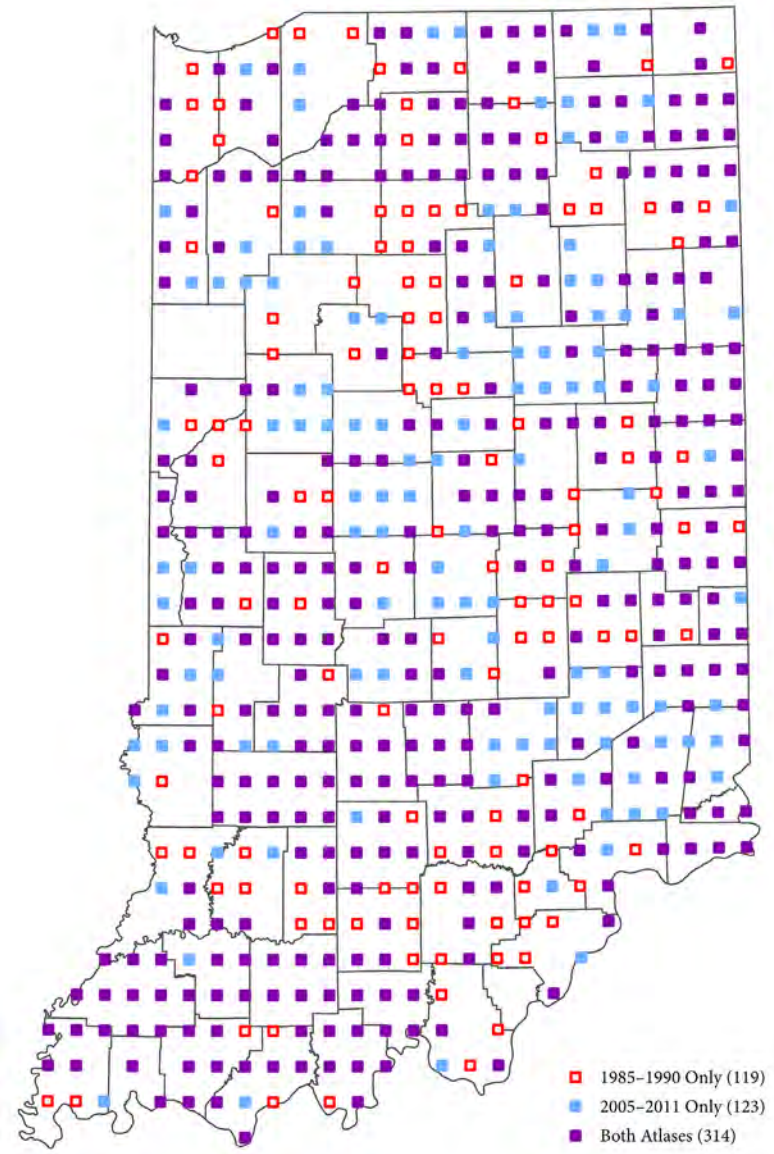 1985–1990 Only (119)
2005–2011 Only (123)
Both Atlases (314)